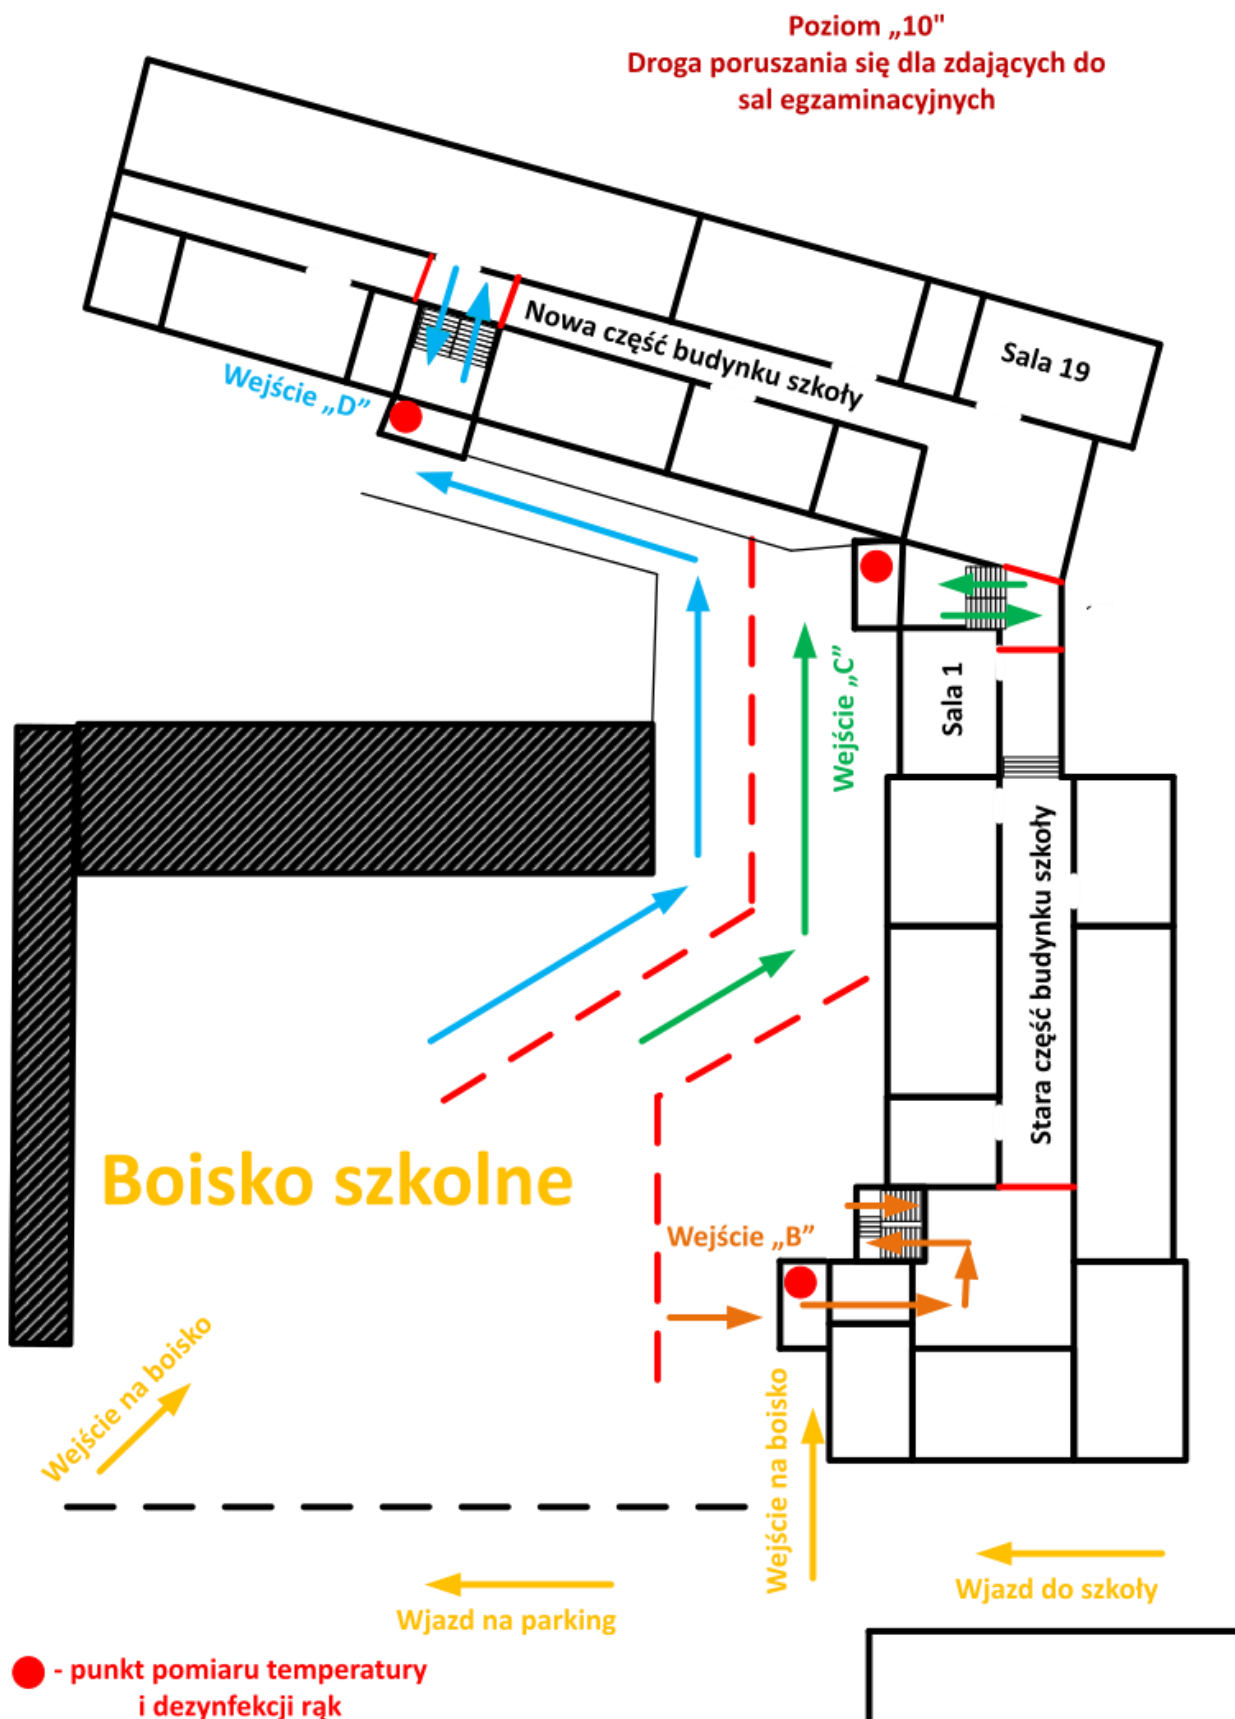 Poziom „10"
Droga poruszania się dla zdających do
sal egzaminacyjnych
Nowa część budynku szkoły
Sala 19
Wejście „D”
Sala 1
Wejście „C”
Stara część budynku szkoły
Boisko szkolne
Wejście „B”
Wejście na boisko
Wejście na boisko
Wjazd do szkoły
Wjazd na parking
- punkt pomiaru temperatury
i dezynfekcji rąk